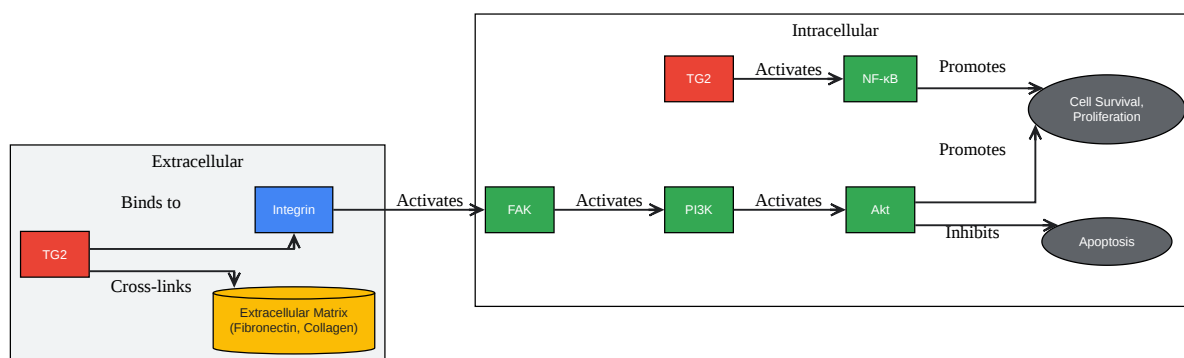 Intracellular
TG2
Activates
NF-κB
Promotes
Cell Survival,
Proliferation
Promotes
Extracellular
Binds to
Integrin
Activates
FAK
Activates
PI3K
Activates
Akt
Inhibits
Apoptosis
TG2
Cross-links
Extracellular Matrix
(Fibronectin, Collagen)